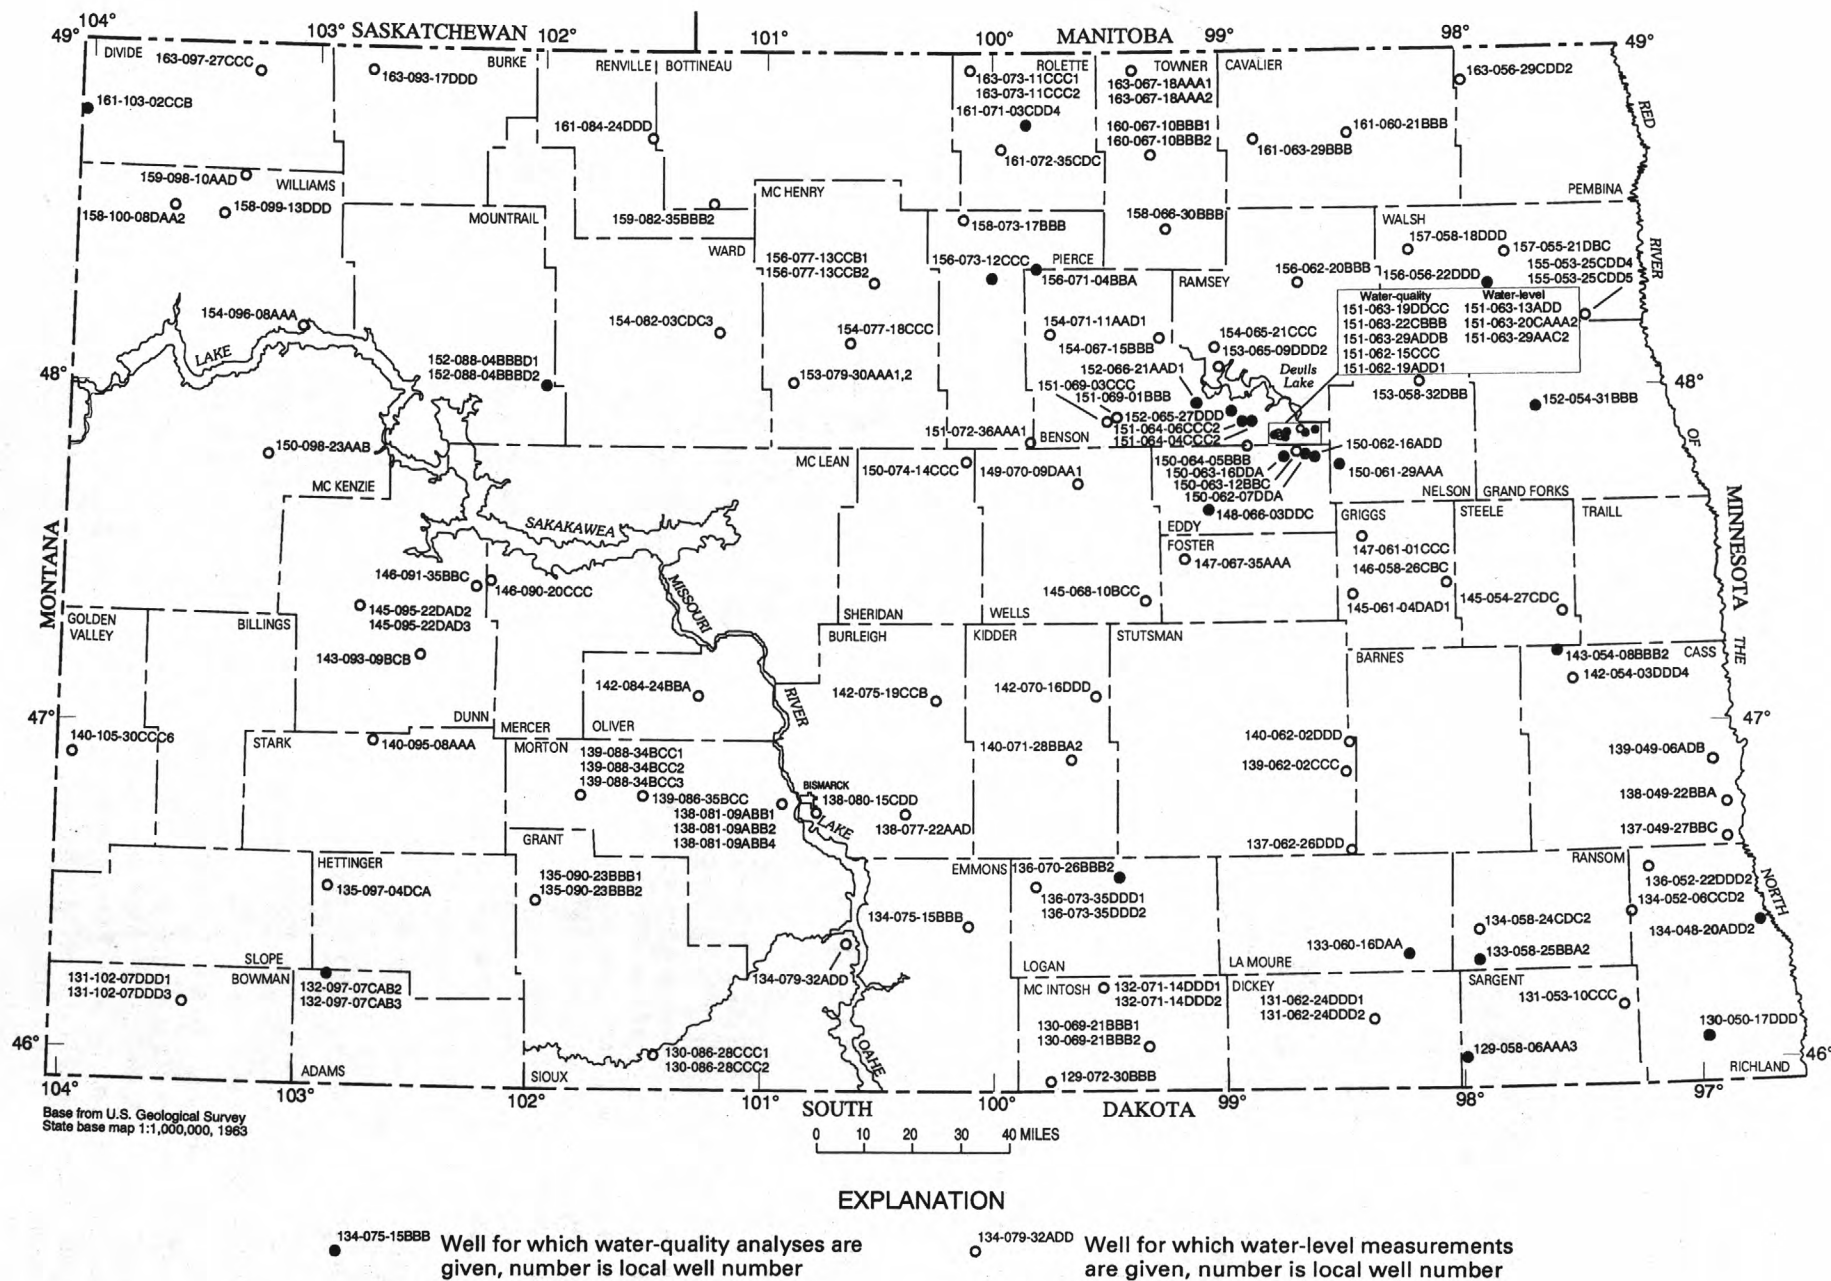 104°
49°
103°
SASKATCHEWAN
102°
101°
100°
MANITOBA
99°
98°
49°
DIVIDE
163-097-27CCC
163-093-17DDD
BURKE
RENVILLE
BOTTINEAU
ROLETTE
TOWNER
CAVALIER
163-056-29CDD2
163-073-11CCC1
163-073-11CCC2
163-067-18AAA1
163-067-18AAA2
161-103-02CCB
161-071-03CDD4
RED
161-084-24DDD
160-067-10BBB1
160-067-10BBB2
161-060-21BBB
161-063-29BBB
161-072-35CDC
159-098-10AAD
WILLIAMS
MC HENRY
PEMBINA
158-100-08DAA2
158-099-13DDD
MOUNTRAIL
159-082-35BBB2
158-073-17BBB
158-066-30BBB
WALSH
157-058-18DDD
157-055-21DBC
RIVER
WARD
156-077-13CCB1
156-077-13CCB2
156-073-12CCC
PIERCE
156-071-04BBA
RAMSEY
156-062-20BBB
156-056-22DDD
155-053-25CDD4
155-053-25CDD5
Water-quality
151-063-19DDCC
151-063-22CBBB
151-063-29ADDB
151-062-15CCC
151-062-19ADD1
Water-level
151-063-13ADD
151-063-20CAAA2
151-063-29AAC2
154-096-08AAA
154-082-03CDC3
154-077-18CCC
154-071-11AAD1
154-067-15BBB
154-065-21CCC
153-065-09DDD2
LAKE
152-088-04BBBD1
152-088-04BBBD2
153-079-30AAA1,2
152-066-21AAD1
Devils
Lake
48°
48°
151-069-03CCC
151-069-01BBB
153-058-32DBB
152-054-31BBB
152-065-27DDD
151-064-06CCC2
151-064-04CCC2
151-072-36AAA1
BENSON
OF
150-098-23AAB
MC KENZIE
MC LEAN
150-074-14CCC
149-070-09DAA1
150-064-05BBB
150-063-16DDA
150-063-12BBC
150-062-07DDA
150-062-16ADD
150-061-29AAA
NELSON
GRAND FORKS
MINNESOTA
SAKAKAWEA
148-066-03DDC
EDDY
GRIGGS
STEELE
TRAILL
FOSTER
147-067-35AAA
147-061-01CCC
MONTANA
146-091-35BBC
146-090-20CCC
MISSOURI
146-058-26CBC
145-095-22DAD2
145-095-22DAD3
145-068-10BCC
145-061-04DAD1
145-054-27CDC
GOLDEN
VALLEY
BILLINGS
SHERIDAN
WELLS
BURLEIGH
KIDDER
STUTSMAN
BARNES
143-054-08BBB2
CASS
THE
143-093-09BCB
142-084-24BBA
RIVER
142-075-19CCB
142-070-16DDD
142-054-03DDD4
47°
47°
DUNN
MERCER
OLIVER
140-105-30CCC6
STARK
140-095-08AAA
MORTON
139-088-34BCC1
139-088-34BCC2
139-088-34BCC3
140-071-28BBA2
140-062-02DDD
139-062-02CCC
139-049-06ADB
139-086-35BCC
138-081-09ABB1
138-081-09ABB2
138-081-09ABB4
BISMARCK
138-080-15CDD
LAKE
138-077-22AAD
138-049-22BBA
137-049-27BBC
137-062-26DDD
GRANT
HETTINGER
135-097-04DCA
135-090-23BBB1
135-090-23BBB2
EMMONS
136-070-26BBB2
136-073-35DDD1
136-073-35DDD2
RANSOM
136-052-22DDD2
NORTH
134-052-06CCD2
134-075-15BBB
134-058-24CDC2
134-048-20ADD2
133-060-16DAA
133-058-25BBA2
SLOPE
BOWMAN
134-079-32ADD
LOGAN
LA MOURE
131-102-07DDD1
131-102-07DDD3
132-097-07CAB2
132-097-07CAB3
MC INTOSH
132-071-14DDD1
132-071-14DDD2
DICKEY
131-062-24DDD1
131-062-24DDD2
SARGENT
131-053-10CCC
130-069-21BBB1
130-069-21BBB2
130-050-17DDD
46°
46°
130-086-28CCC1
130-086-28CCC2
OAHE
129-058-06AAA3
ADAMS
SIOUX
129-072-30BBB
RICHLAND
104°
103°
102°
101°
SOUTH
100°
DAKOTA
99°
98°
97°
Base from U.S. Geological Survey
State base map 1:1,000,000, 1963
0 10 20 30 40 MILES
EXPLANATION
134-075-15BBB
Well for which water-quality analyses are
given, number is local well number
134-079-32ADD
Well for which water-level measurements
are given, number is local well number